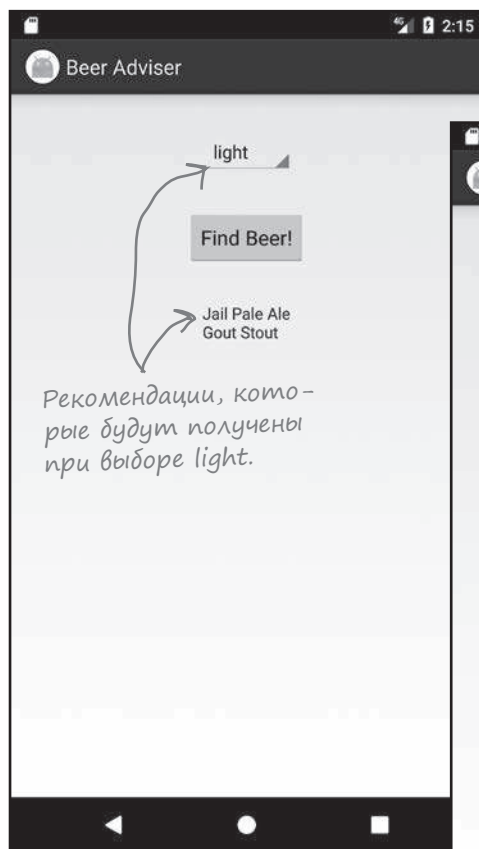 4G 2:15
Beer Adviser
light
Find Beer!
Jail Pale Ale
Gout Stout
Рекомендации, кото-
рые будут получены
при выборе light.